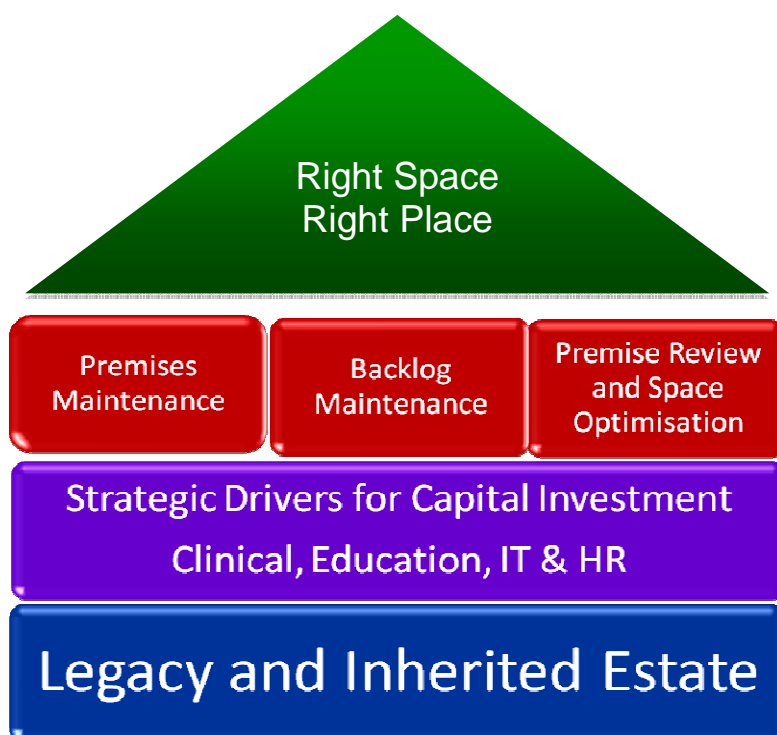 Right Space
Right Place
Premises
Maintenance
Backlog
Maintenance
Premise Review
and Space
Optimisation
Strategic Drivers for Capital Investment
Clinical, Education, IT & HR
Legacy and Inherited Estate